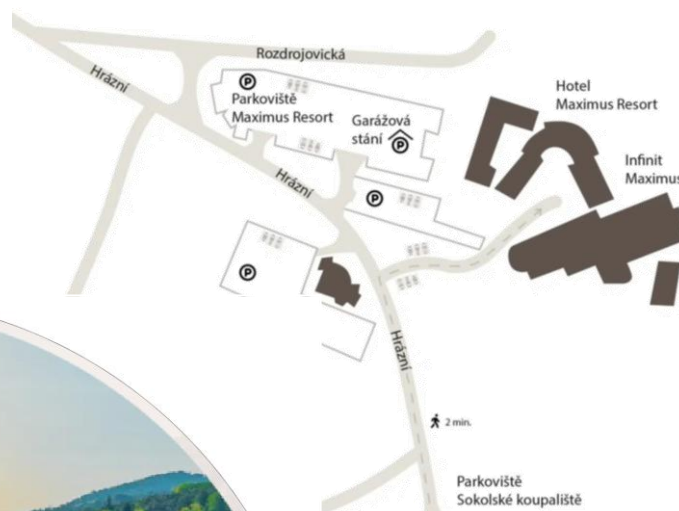 Rozdrojovická
Hrázní
P
Parkoviště
Maximus Resort
Garážová
stání
P
Hotel
Maximus Resort
Infinit
Maximus
Hrázní
P
P
Hrázní
2 min.
Parkoviště
Sokolské koupaliště